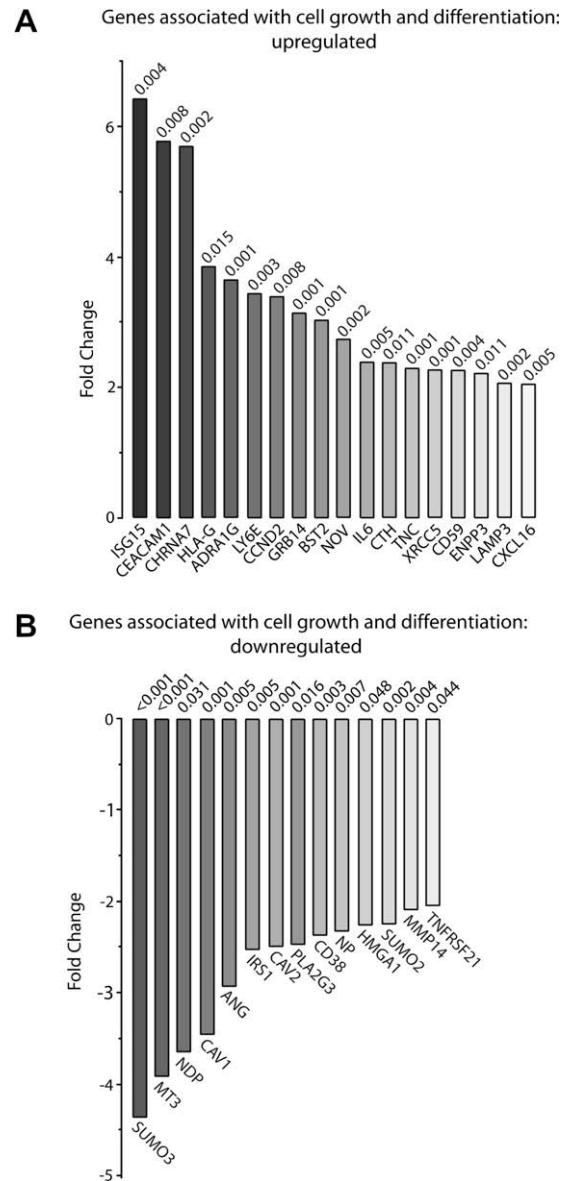 A
Genes associated with cell growth and differentiation:
upregulated
Fold Change
6
4
2
0
0.004
0.008
0.002
0.015
0.001
0.003
0.008
0.001
0.001
0.002
0.005
0.011
0.001
0.001
0.004
0.011
0.002
0.005
ISG15
CEACAM1
CHRNA7
HLA-G
ADRA1G
LY6E
CCND2
GRB14
BST2
NOV
IL6
CTH
TNC
XRCC5
CD59
ENPP3
LAMP3
CXCL16
B
Genes associated with cell growth and differentiation:
downregulated
<0.001
<0.001
0.031
0.001
0.005
0.005
0.001
0.016
0.003
0.007
0.048
0.002
0.004
0.044
Fold Change
0
-1
-2
-3
-4
-5
SUMO3
MT3
NDP
CAV1
ANG
IRS1
CAV2
PLA2G3
CD38
NP
HMGA1
SUMO2
MMP14
TNFRSF21